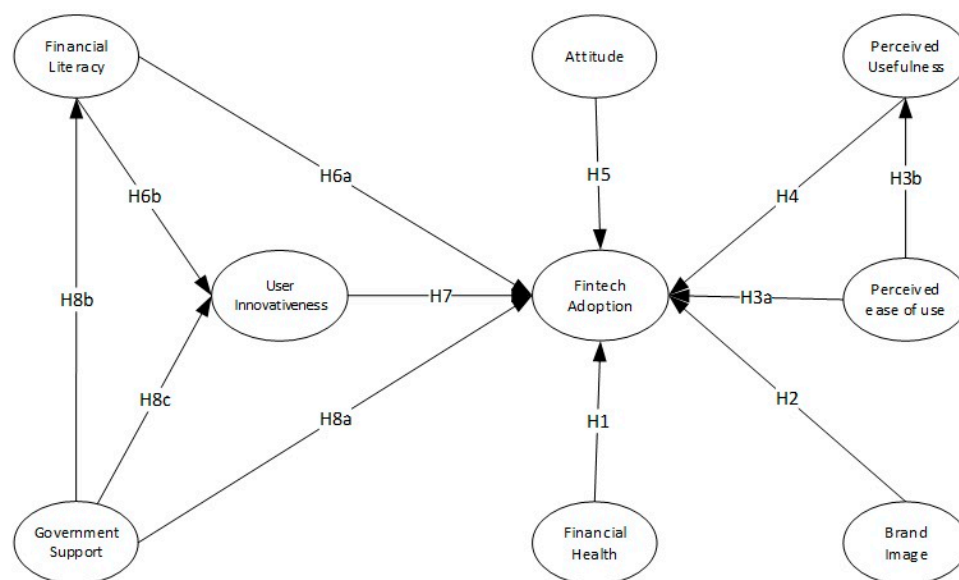 Financial
Literacy
Attitude
Perceived
Usefulness
H6a
H5
H6b
H4
H3b
User
Innovativeness
H7
Fintech
Adoption
H3a
Perceived
ease of use
H8b
H8c
H8a
H1
H2
Government
Support
Financial
Health
Brand
Image